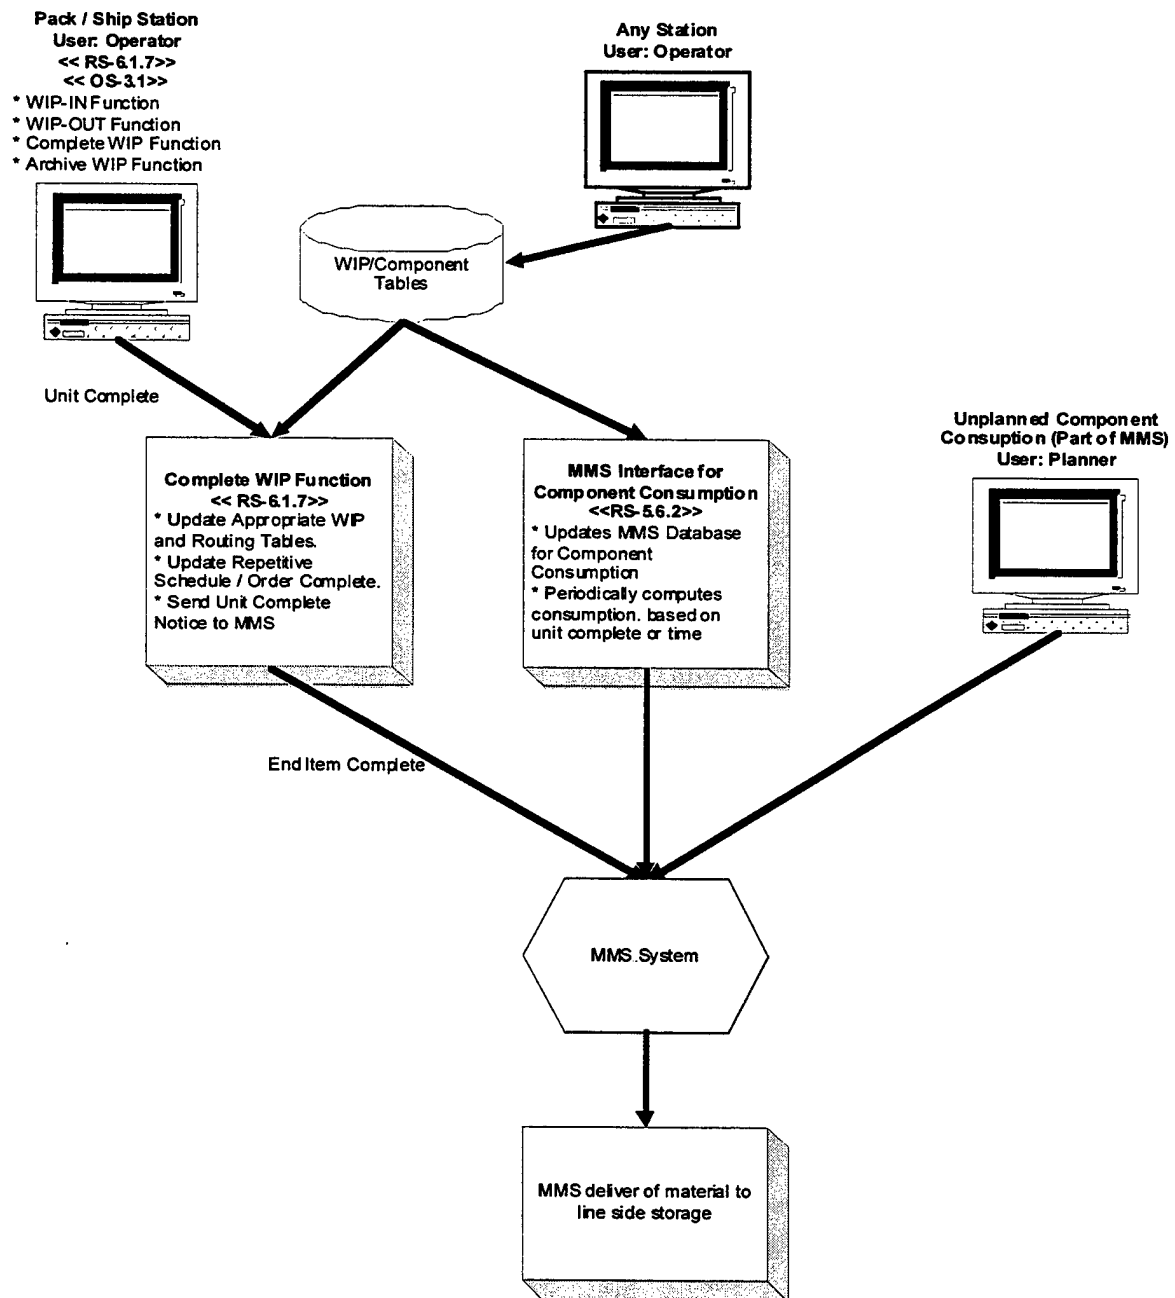 Pack / Ship Station
User: Operator
<< RS-6.1.7>>
<< OS-3.1>>
* WIP-IN Function
* WIP-OUT Function
* Complete WIP Function
* Archive WIP Function
Any Station
User: Operator
WIP/Component
Tables
Unit Complete
Unplanned Component
Consuption (Part of MMS)
User: Planner
Complete WIP Function
<< RS-6.1.7>>
* Update Appropriate WIP
and Routing Tables.
* Update Repetitive
Schedule / Order Complete.
* Send Unit Complete
Notice to MMS
MMS Interface for
Component Consumption
<<RS-5.6.2>>
* Updates MMS Database
for Component
Consumption
* Periodically computes
consumption. based on
unit complete or time
End Item Complete
MMS..System
MMS deliver of material to
line side storage